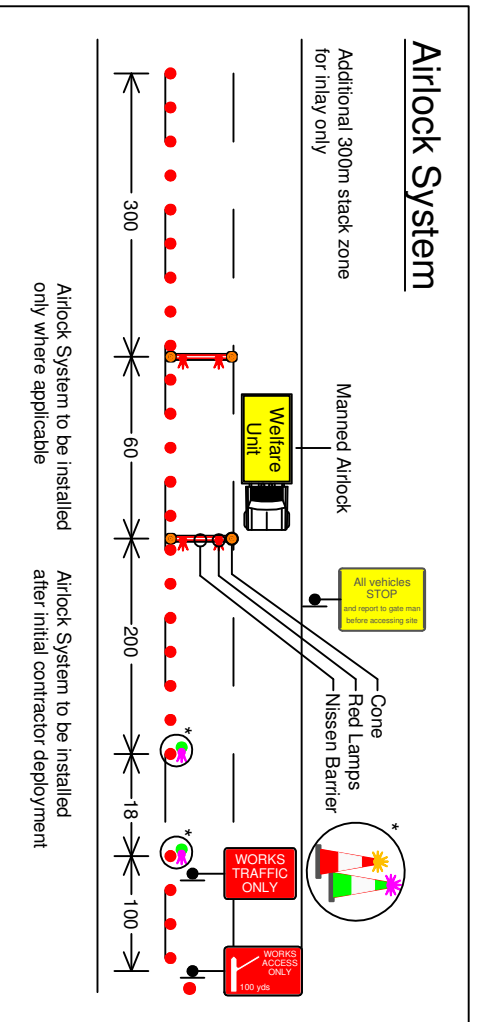 Airlock System
Additional 300m stack zone
for inlay only
Manned Airlock
Welfare
Unit
All vehicles
STOP
and report to gate man
before accessing site
Cone
Red Lamps
Nissen Barrier
*
*
*
WORKS
TRAFFIC
ONLY
WORKS
ACCESS
ONLY
100 yds
300
60
200
18
100
Airlock System to be installed
only where applicable
Airlock System to be installed
after initial contractor deployment